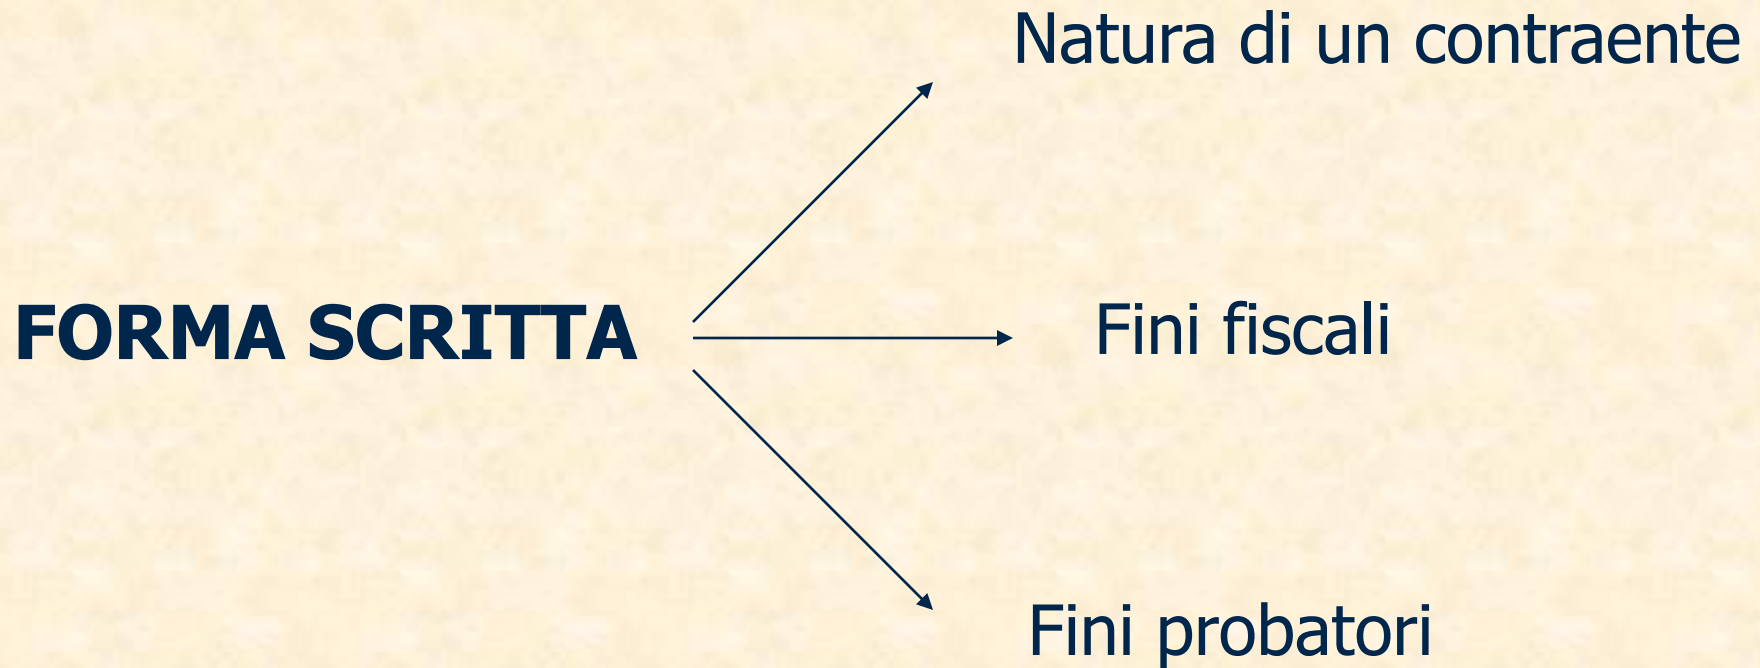 Natura di un contraente
FORMA SCRITTA
Fini fiscali
Fini probatori